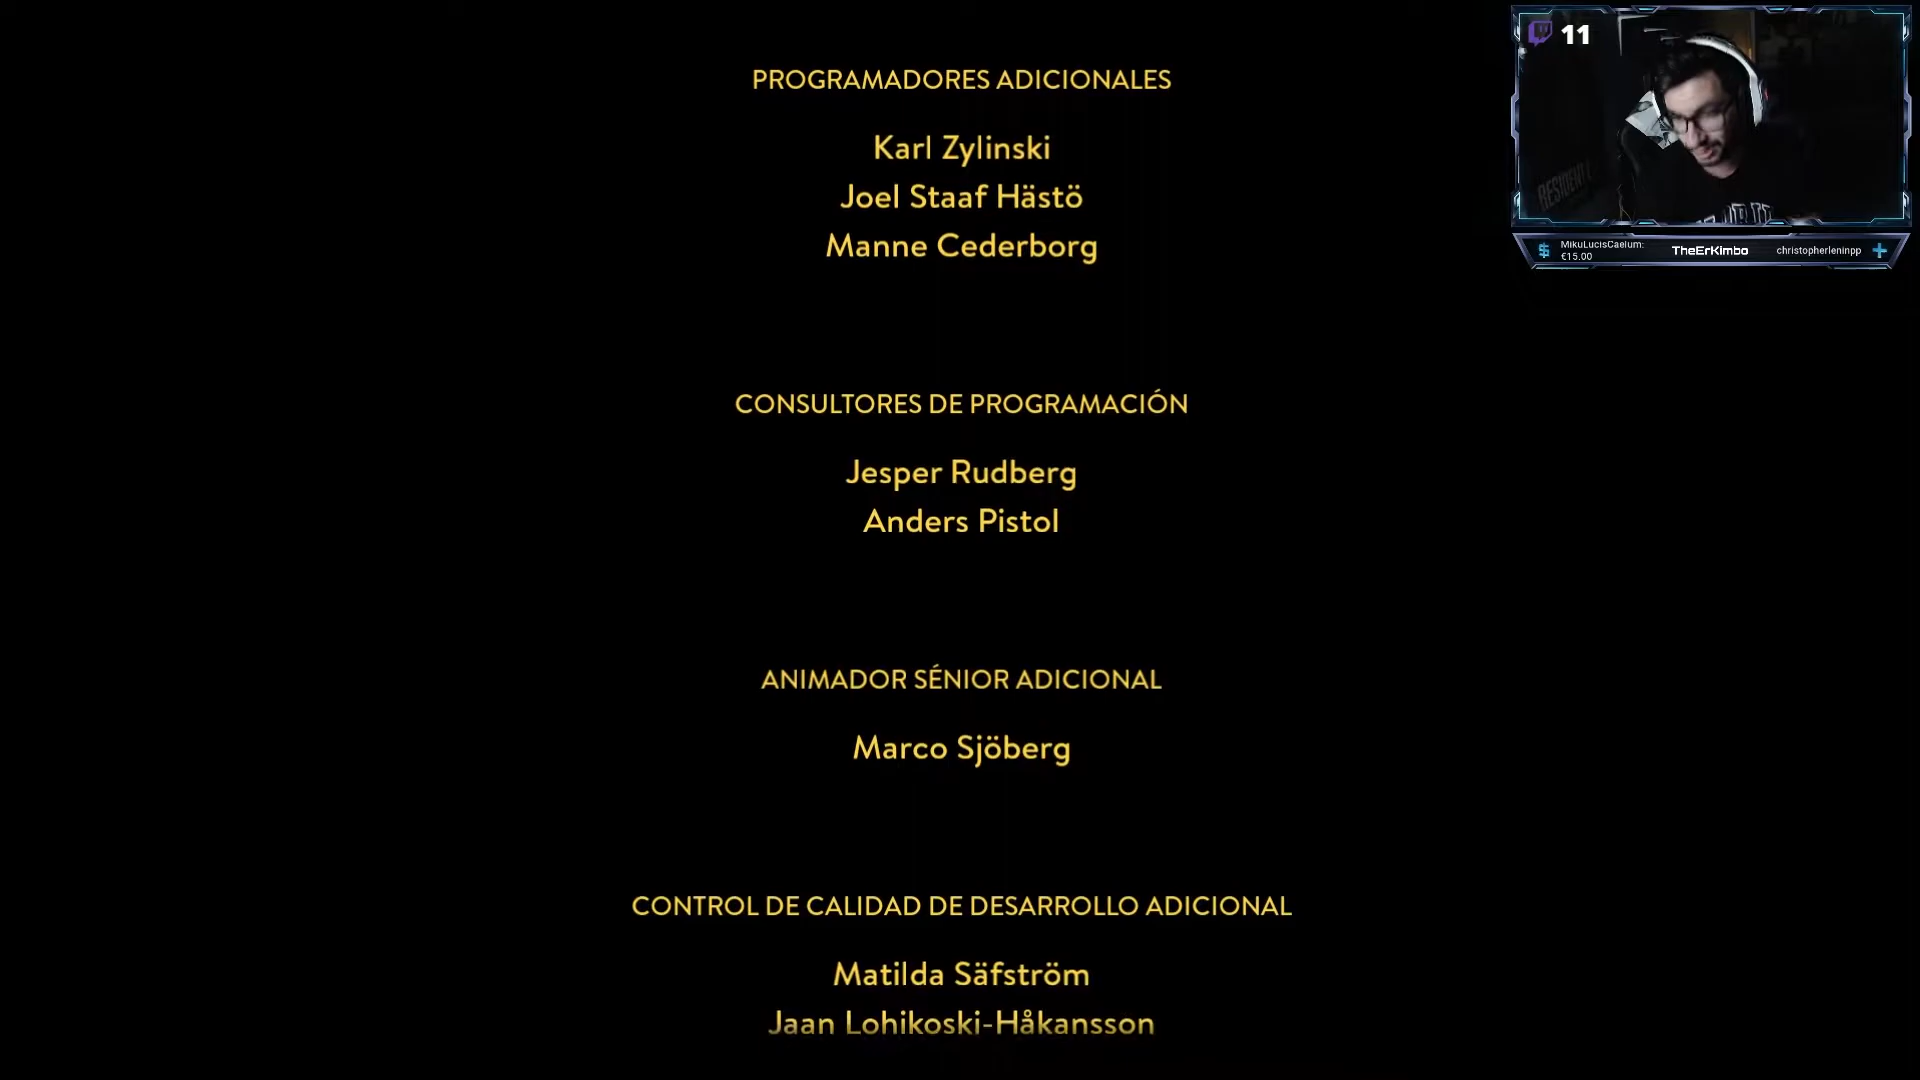 PROGRAMADORES ADICIONALES
Karl Zylinski
Joel Staaf Hästö
Manne Cederborg
CONSULTORES DE PROGRAMACIÓN
Jesper Rudberg
Anders Pistol
ANIMADOR SÉNIOR ADICIONAL
Marco Sjöberg
CONTROL DE CALIDAD DE DESARROLLO ADICIONAL
Matilda Säfström
Jaan Lohikoski-Håkansson
11
RESIDENT
MikuLucisCaelum:
€15.00
TheErKimbo
christopherleninpp